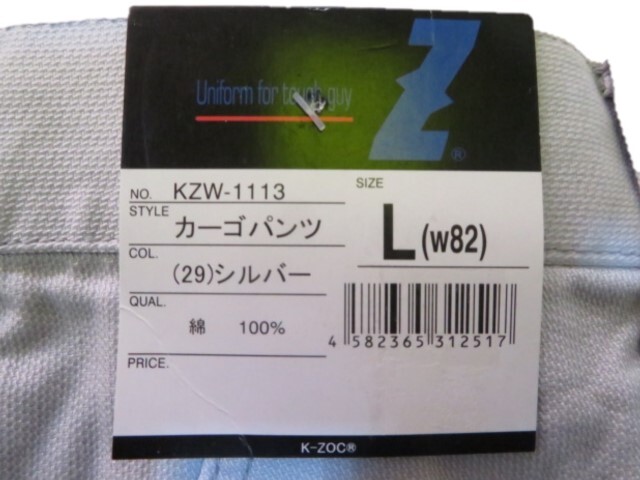 Uniform for tough guy
Z®
NO. KZW-1113
STYLE カーゴパンツ
COL. (29)シルバー
QUAL. 綿 100%
PRICE.
SIZE
L(w82)
4 582365 312517
K-ZOC®